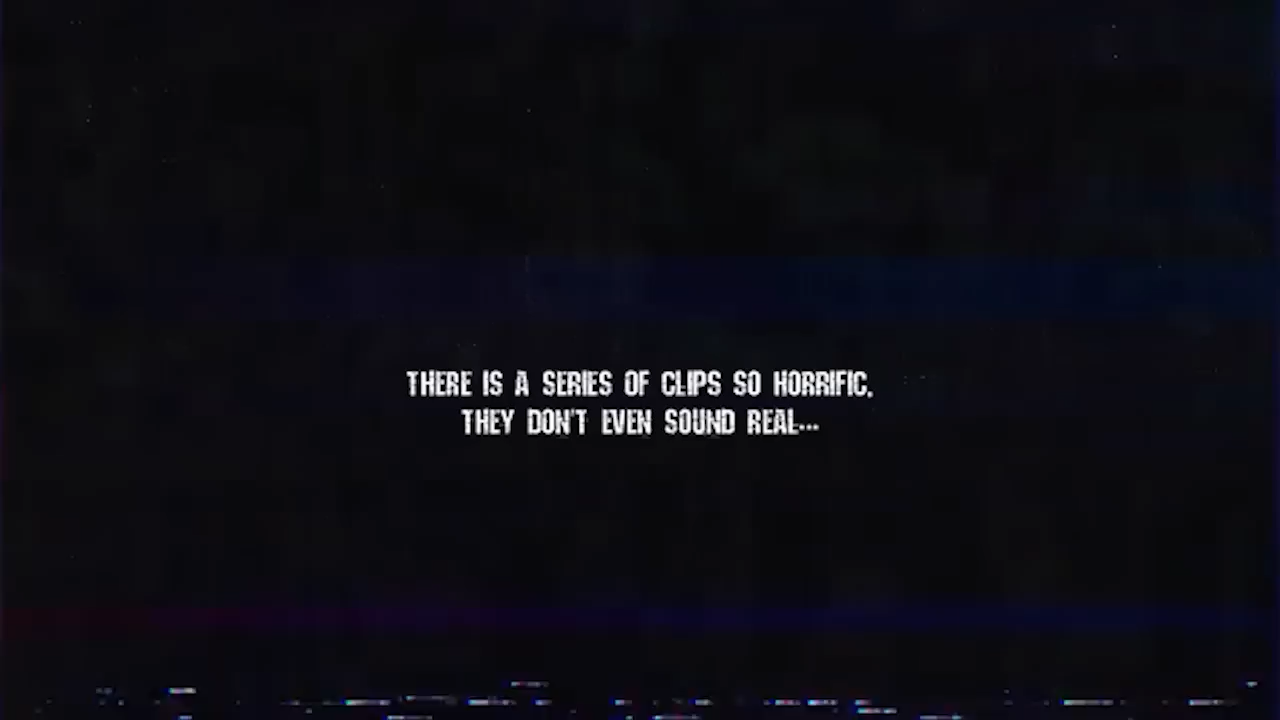 THERE IS A SERIES OF CLIPS SO HORRIFIC,
THEY DON'T EVEN SOUND REAL...